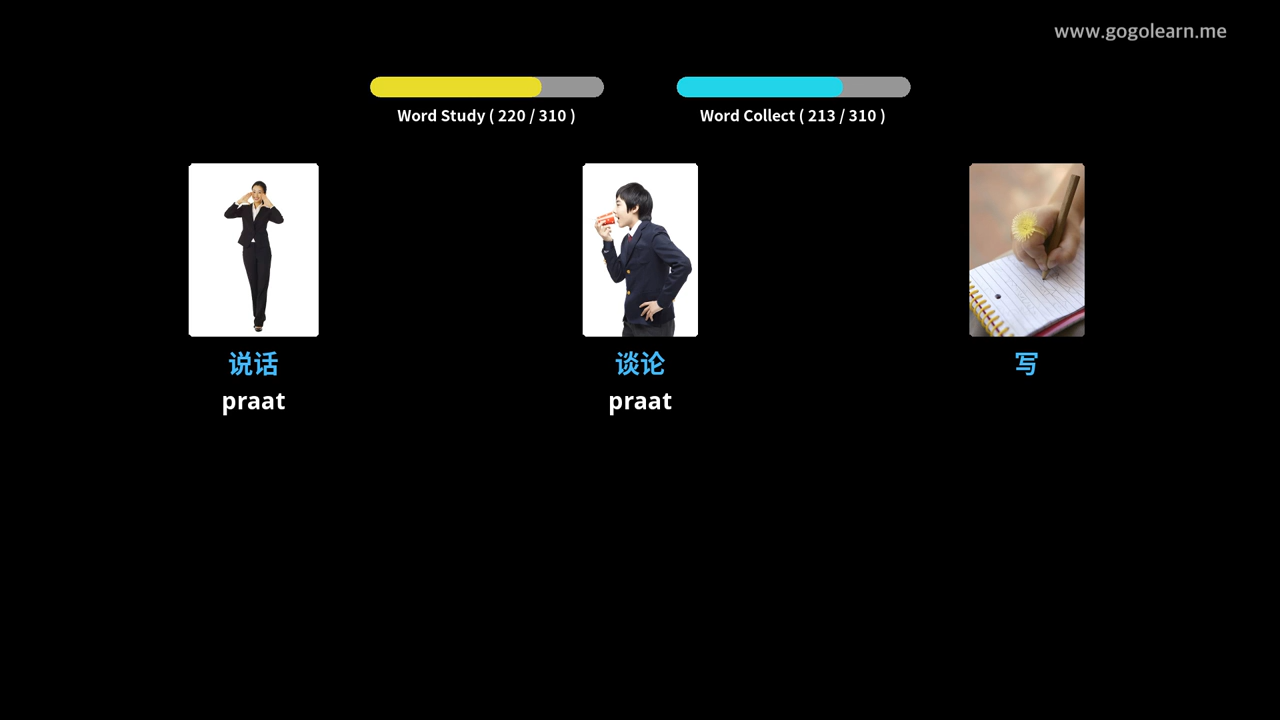 www.gogolearn.me
Word Study ( 220 / 310 )
Word Collect ( 213 / 310 )
说话
谈论
写
praat
praat